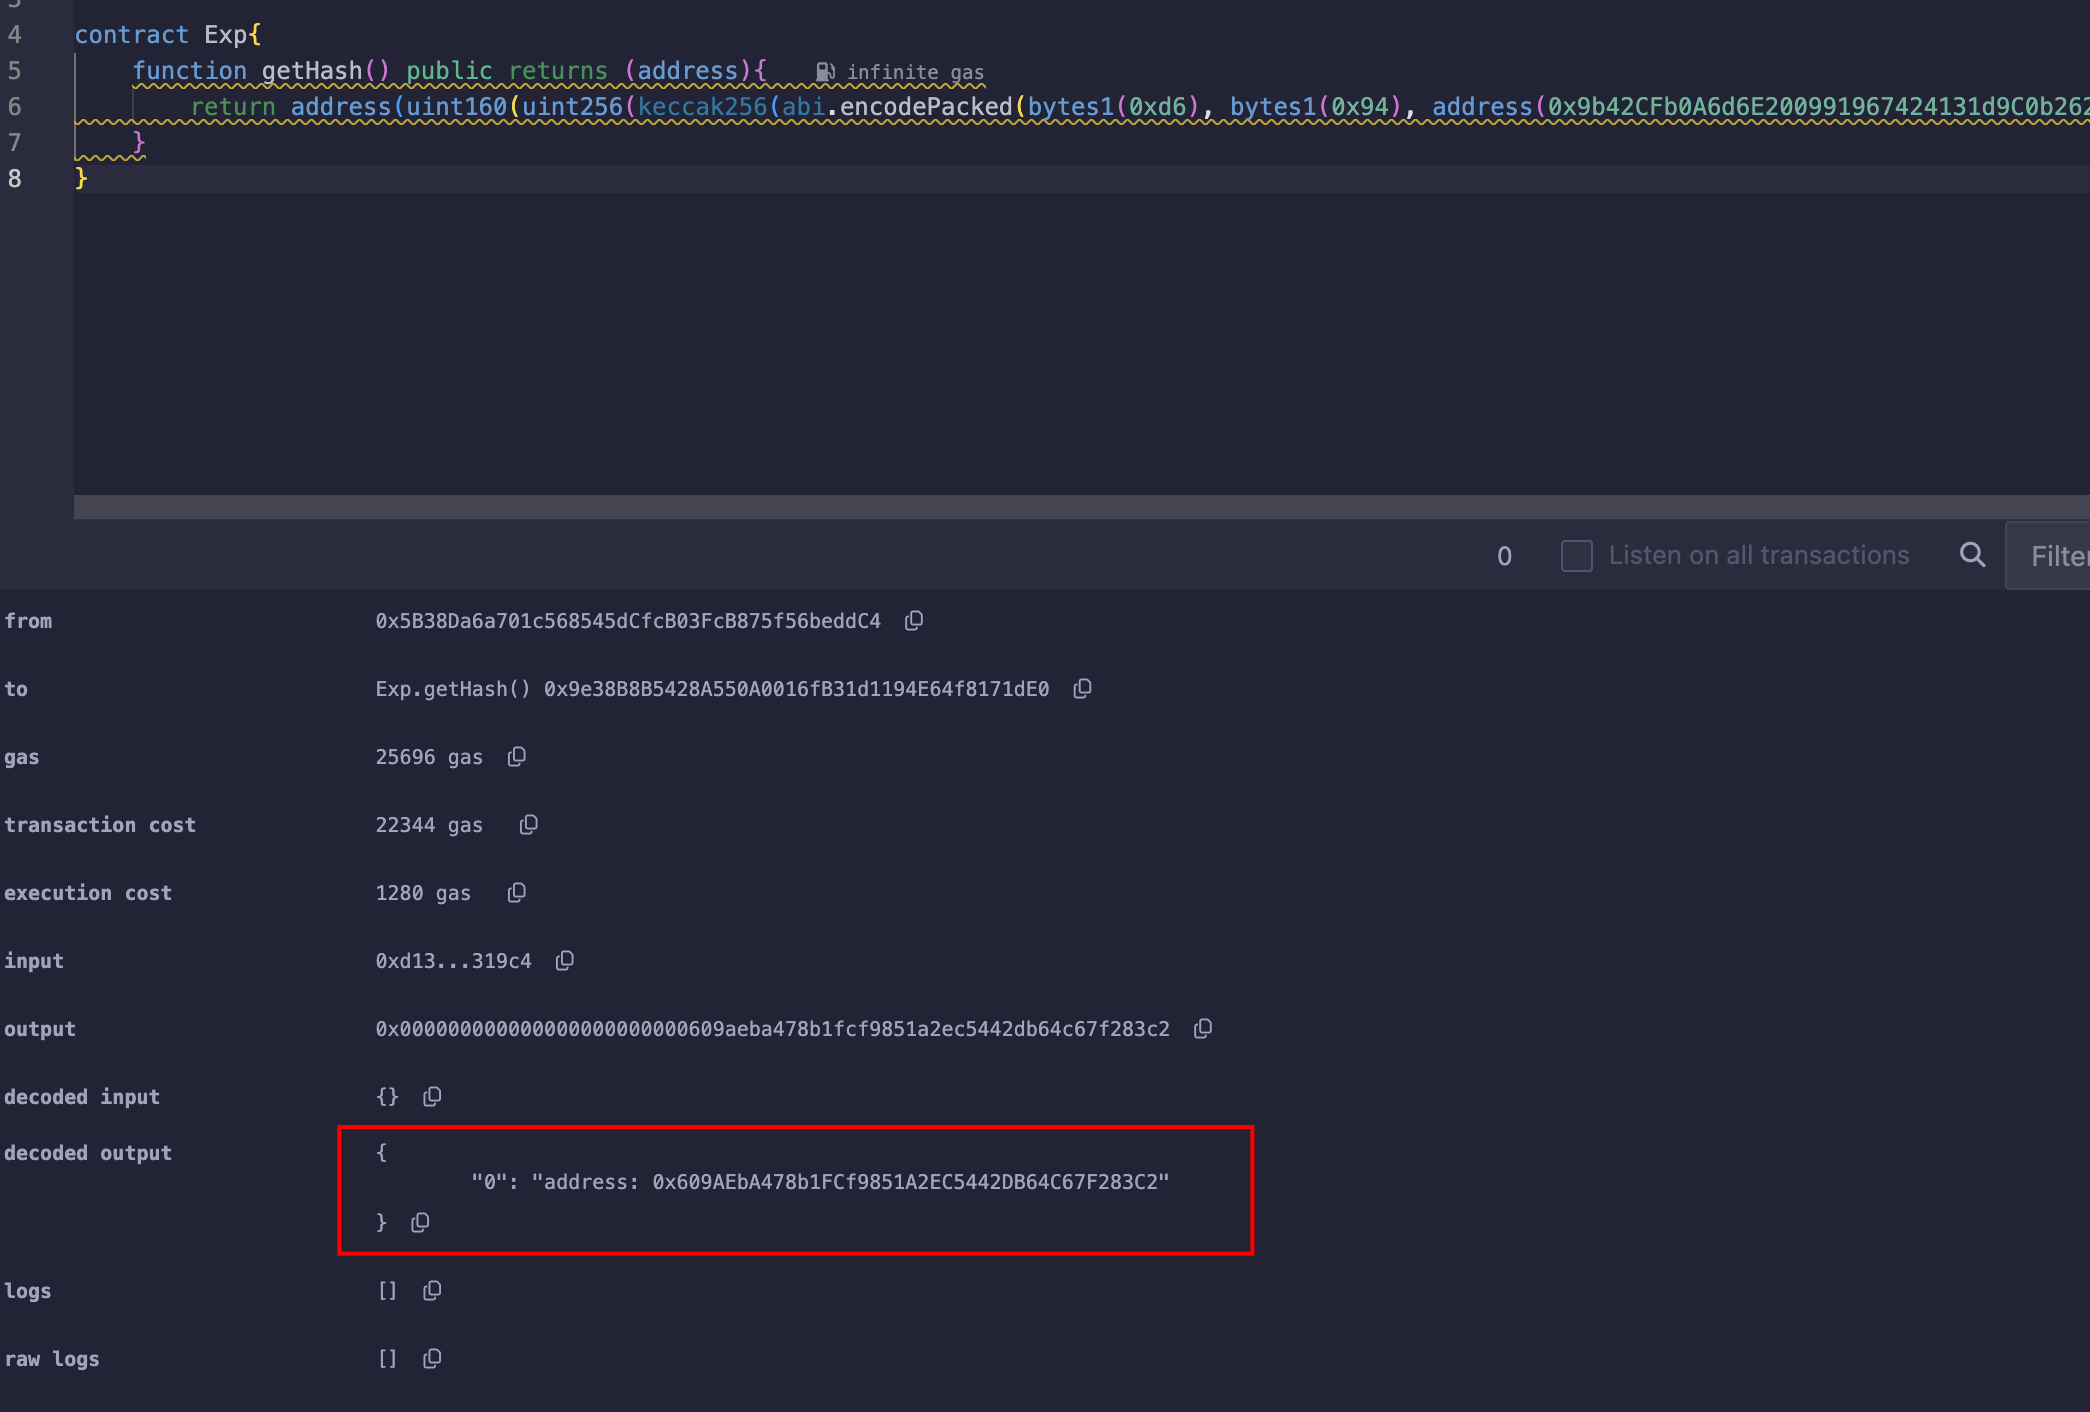 4 contract Exp{
5 function getHash() public returns (address){ infinite gas
6 return address(uint160(uint256(keccak256(abi.encodePacked(bytes1(0xd6), bytes1(0x94), address(0x9b42CFb0A6d6E200991967424131d9C0b262
7 }
8 }
0 Listen on all transactions Filter
from 0x5B38Da6a701c568545dCfcB03FcB875f56beddC4
to Exp.getHash() 0x9e38B8B5428A550A0016fB31d1194E64f8171dE0
gas 25696 gas
transaction cost 22344 gas
execution cost 1280 gas
input 0xd13...319c4
output 0x000000000000000000000000609aeba478b1fcf9851a2ec5442db64c67f283c2
decoded input {}
decoded output {
"0": "address: 0x609AEbA478b1FCf9851A2EC5442DB64C67F283C2"
}
logs []
raw logs []